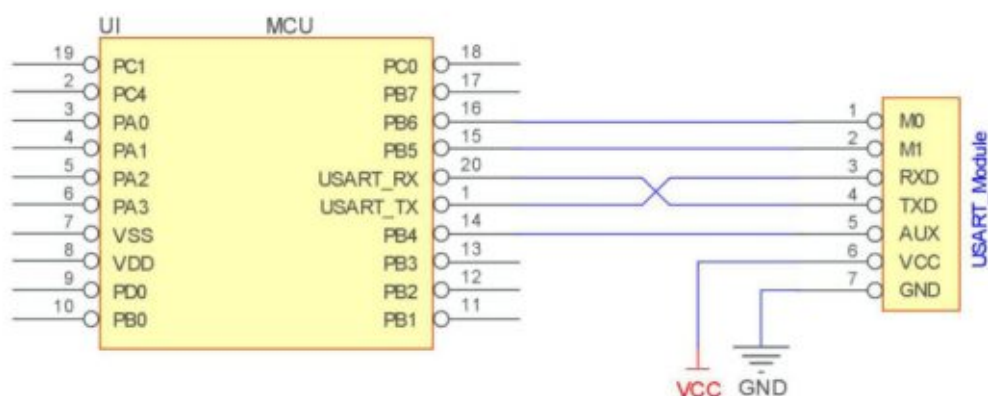 UI MCU
19 PC1 PC0 18
2 PC4 PB7 17
3 PA0 PB6 16 1 M0
4 PA1 PB5 15 2 M1
5 PA2 USART_RX 20 3 RXD
6 PA3 USART_TX 1 4 TXD
7 VSS PB4 14 5 AUX
8 VDD PB3 13 6 VCC
9 PD0 PB2 12 7 GND
10 PB0 PB1 11
USART_Module
VCC GND